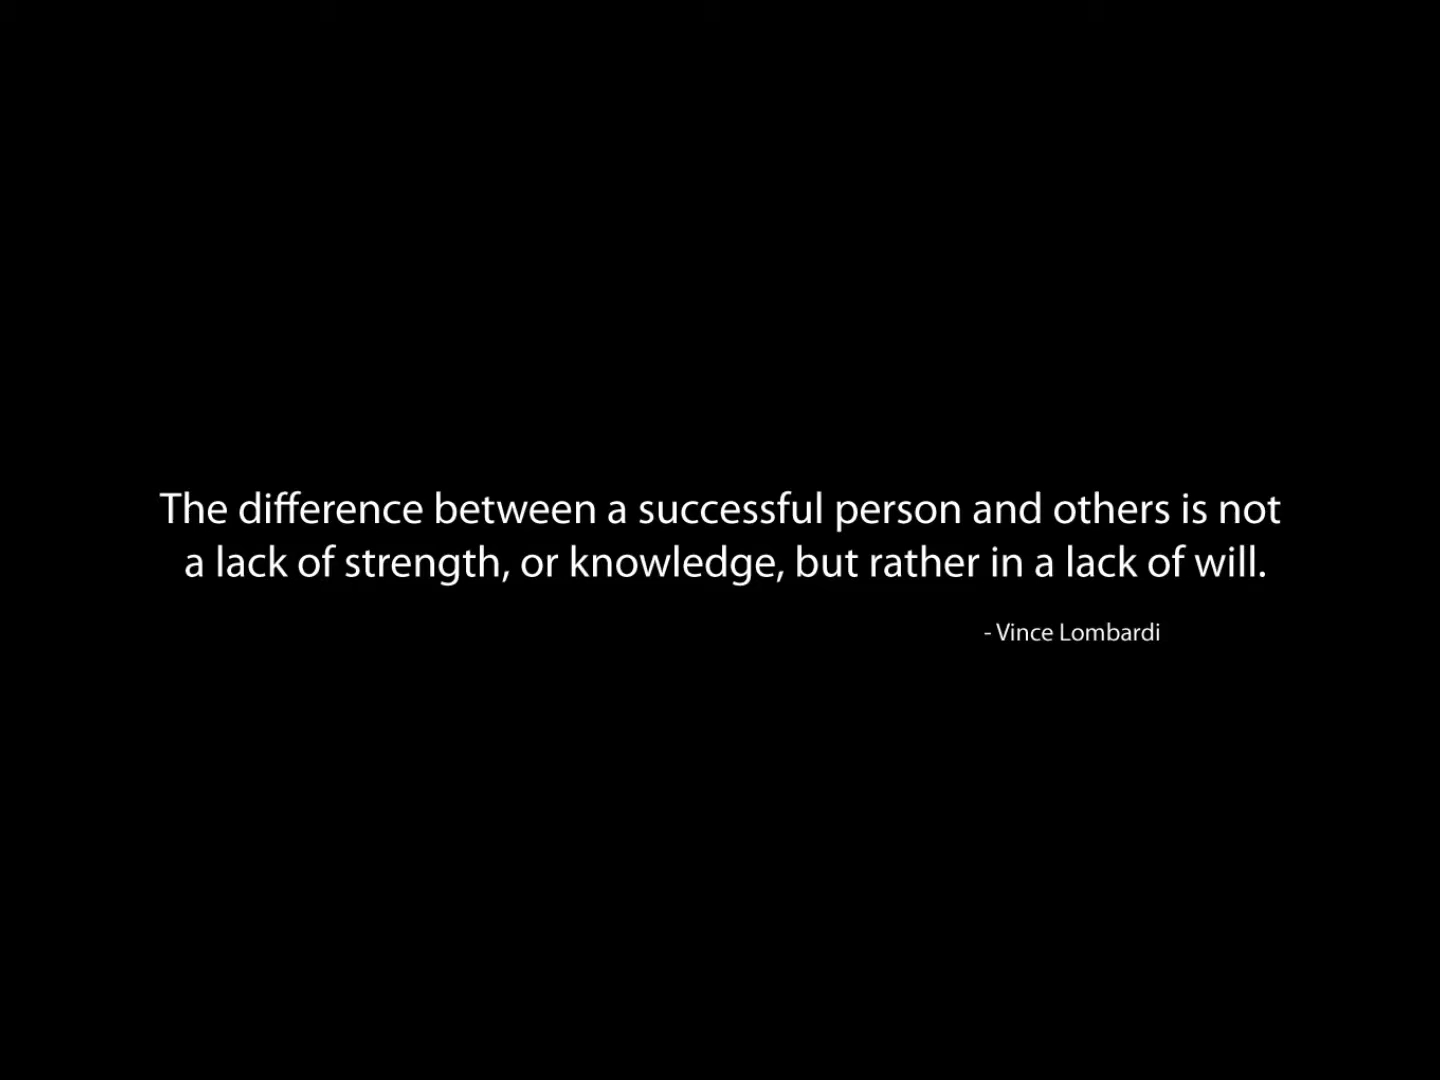 The difference between a successful person and others is not
a lack of strength, or knowledge, but rather in a lack of will.
- Vince Lombardi